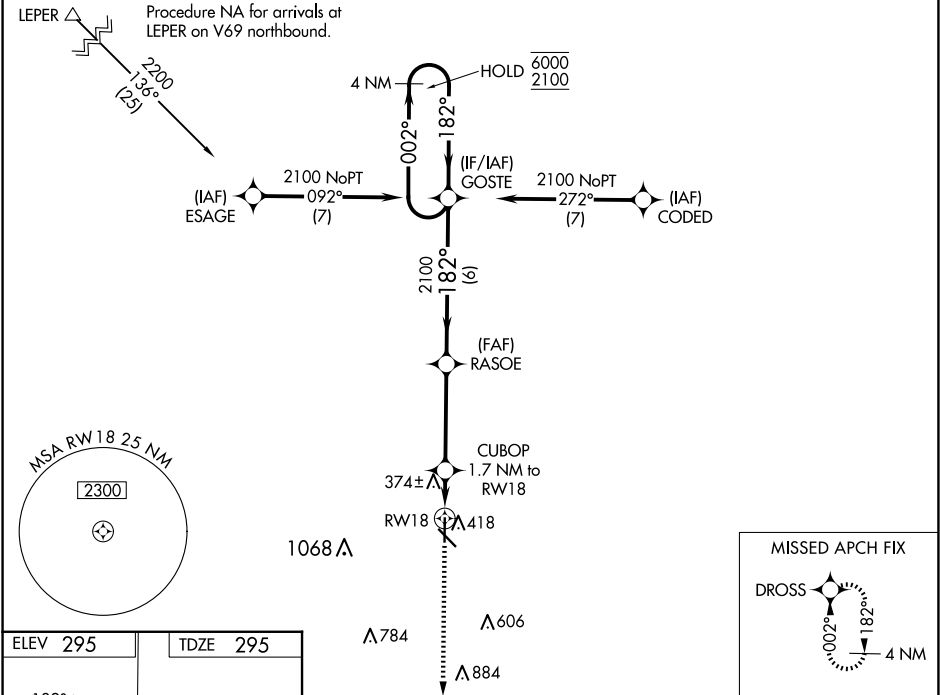 LEPER
Procedure NA for arrivals at
LEPER on V69 northbound.
2200
136°
(25)
4 NM
HOLD
6000
2100
002°
182°
(IF/IAF)
GOSTE
2100 NoPT
092°
(7)
(IAF)
ESAGE
2100 NoPT
272°
(7)
(IAF)
CODED
2100
182°
(6)
(FAF)
RASOE
MSA RW18 25 NM
2300
CUBOP
1.7 NM to
RW18
374±
RW18
418
1068
784
606
884
MISSED APCH FIX
DROSS
002°
182°
4 NM
ELEV 295
TDZE 295